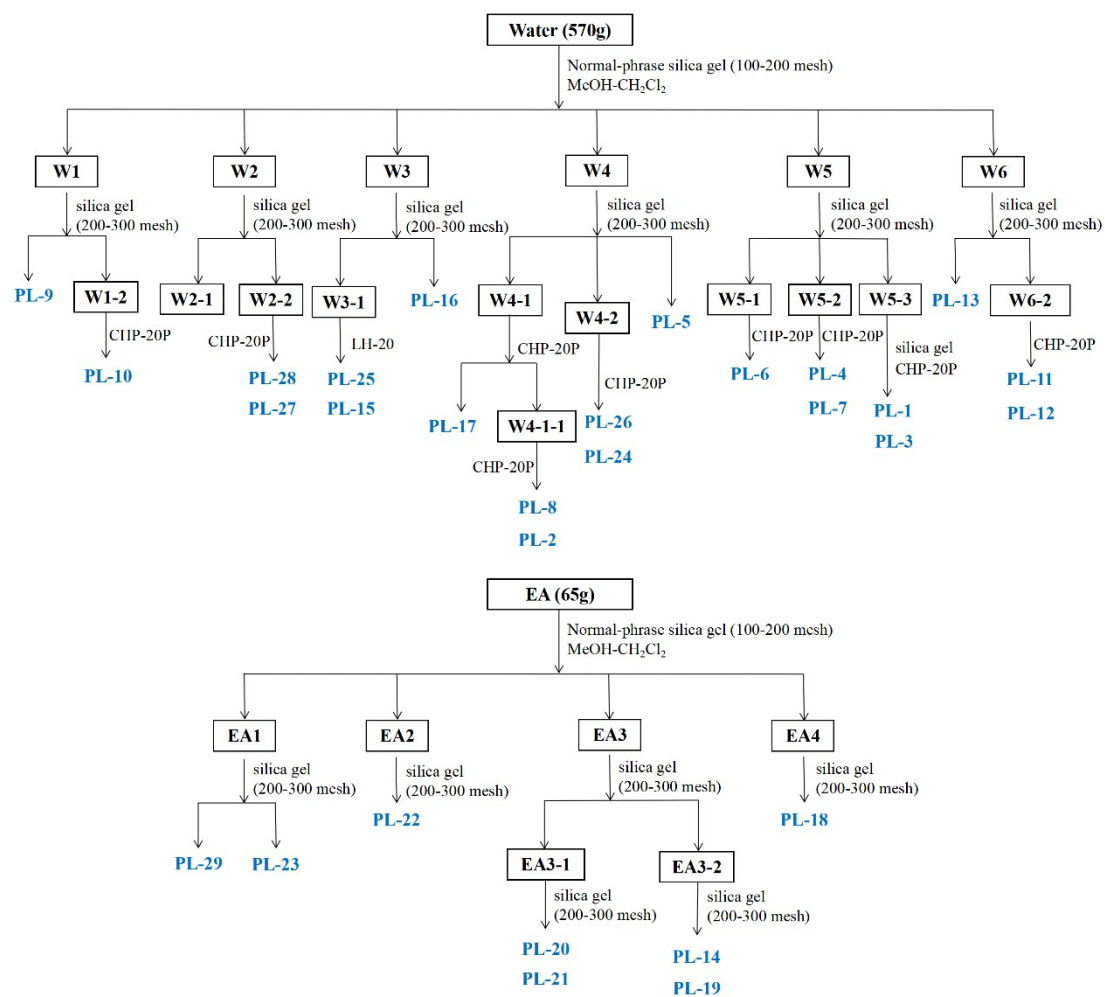 Water (570g)
Normal-phrase silica gel (100-200 mesh)
MeOH-CH₂Cl₂
W1
W2
W3
W4
W5
W6
silica gel
(200-300 mesh)
silica gel
(200-300 mesh)
silica gel
(200-300 mesh)
silica gel
(200-300 mesh)
silica gel
(200-300 mesh)
silica gel
(200-300 mesh)
PL-9
W1-2
W2-1
W2-2
W3-1
PL-16
W4-1
W4-2
PL-5
W5-1
W5-2
W5-3
PL-13
W6-2
CHP-20P
CHP-20P
LH-20
CHP-20P
CHP-20P
CHP-20P
CHP-20P
silica gel
CHP-20P
CHP-20P
PL-10
PL-28
PL-27
PL-25
PL-15
PL-17
W4-1-1
PL-26
PL-24
PL-6
PL-4
PL-7
PL-1
PL-3
PL-11
PL-12
CHP-20P
PL-8
PL-2
EA (65g)
Normal-phrase silica gel (100-200 mesh)
MeOH-CH₂Cl₂
EA1
EA2
EA3
EA4
silica gel
(200-300 mesh)
silica gel
(200-300 mesh)
silica gel
(200-300 mesh)
silica gel
(200-300 mesh)
PL-29
PL-23
PL-22
EA3-1
EA3-2
PL-18
silica gel
(200-300 mesh)
silica gel
(200-300 mesh)
PL-20
PL-21
PL-14
PL-19